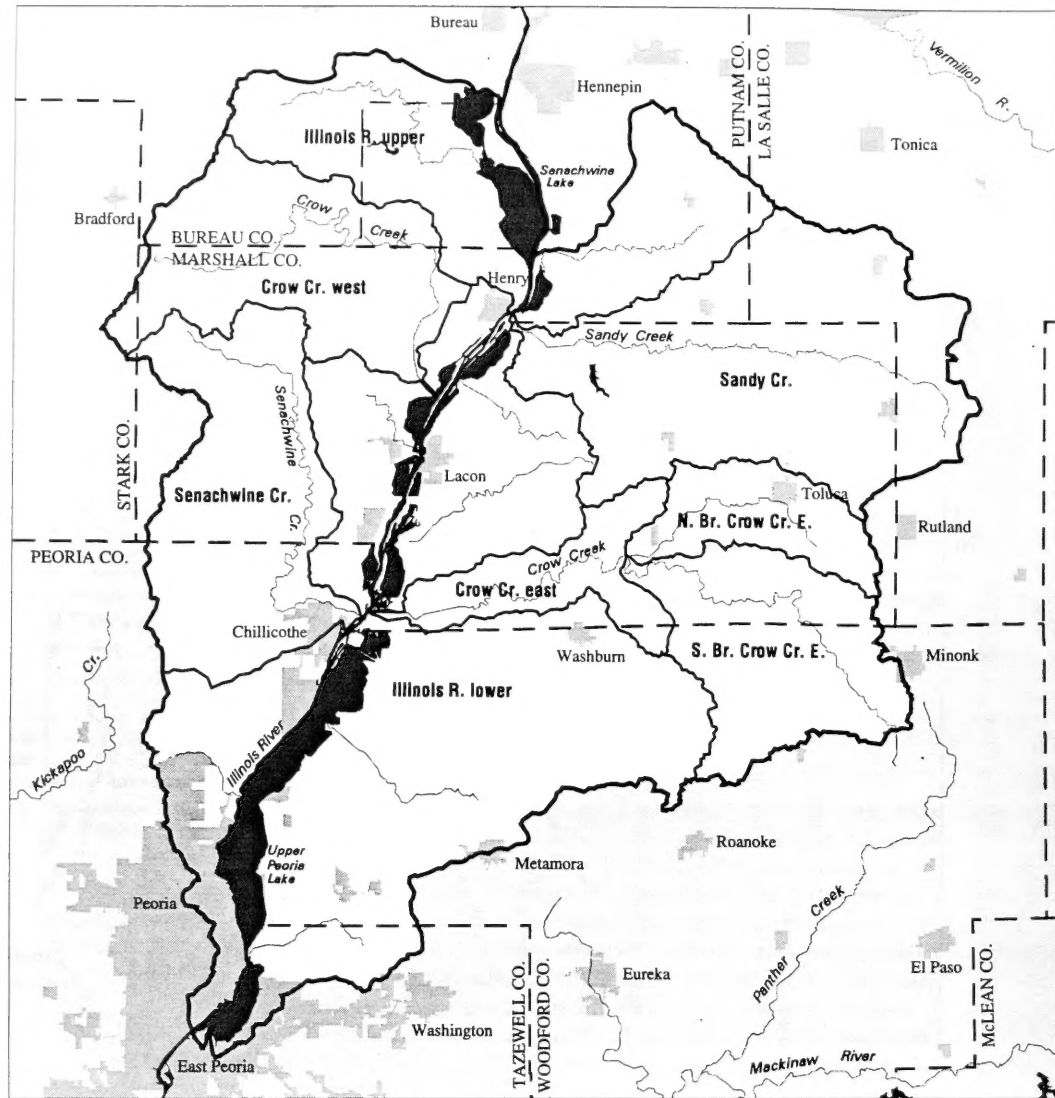 Bureau
Hennepin
PUTNAM CO.
LA SALLE CO.
Vermilion
R.
Tonica
Illinois R. upper
Senachwine
Lake
Bradford
Crow
Creek
BUREAU CO.
MARSHALL CO.
Henry
Crow Cr. west
Sandy Creek
Sandy Cr.
Senachwine
Cr.
STARK CO.
Senachwine Cr.
Lacon
Toluca
N. Br. Crow Cr. E.
Rutland
PEORIA CO.
Crow Creek
Crow Cr. east
Chillicothe
Washburn
S. Br. Crow Cr. E.
Minonk
Cr.
Kickapoo
Illinois R. lower
Illinois River
Upper
Peoria
Lake
Metamora
Roanoke
Peoria
Panther
Creek
El Paso
Eureka
Washington
TAZEWELL CO.
WOODFORD CO.
McLEAN CO.
East Peoria
Mackinaw River